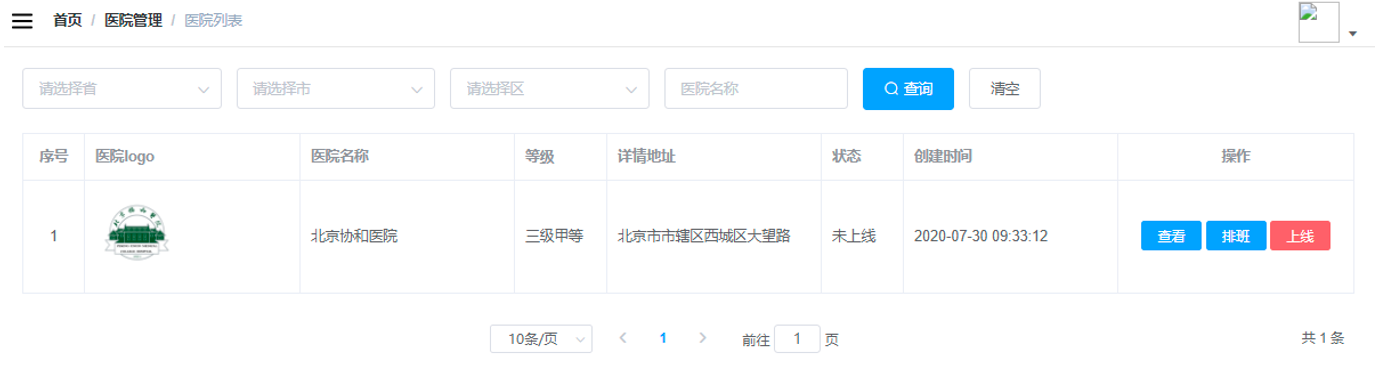 首页 / 医院管理 / 医院列表
请选择省 请选择市 请选择区 医院名称 查询 清空
序号 医院logo 医院名称 等级 详情地址 状态 创建时间 操作
1 北京协和医院 三级甲等 北京市市辖区西城区大望路 未上线 2020-07-30 09:33:12 查看 排班 上线
10条/页 1 前往 1 页 共 1 条